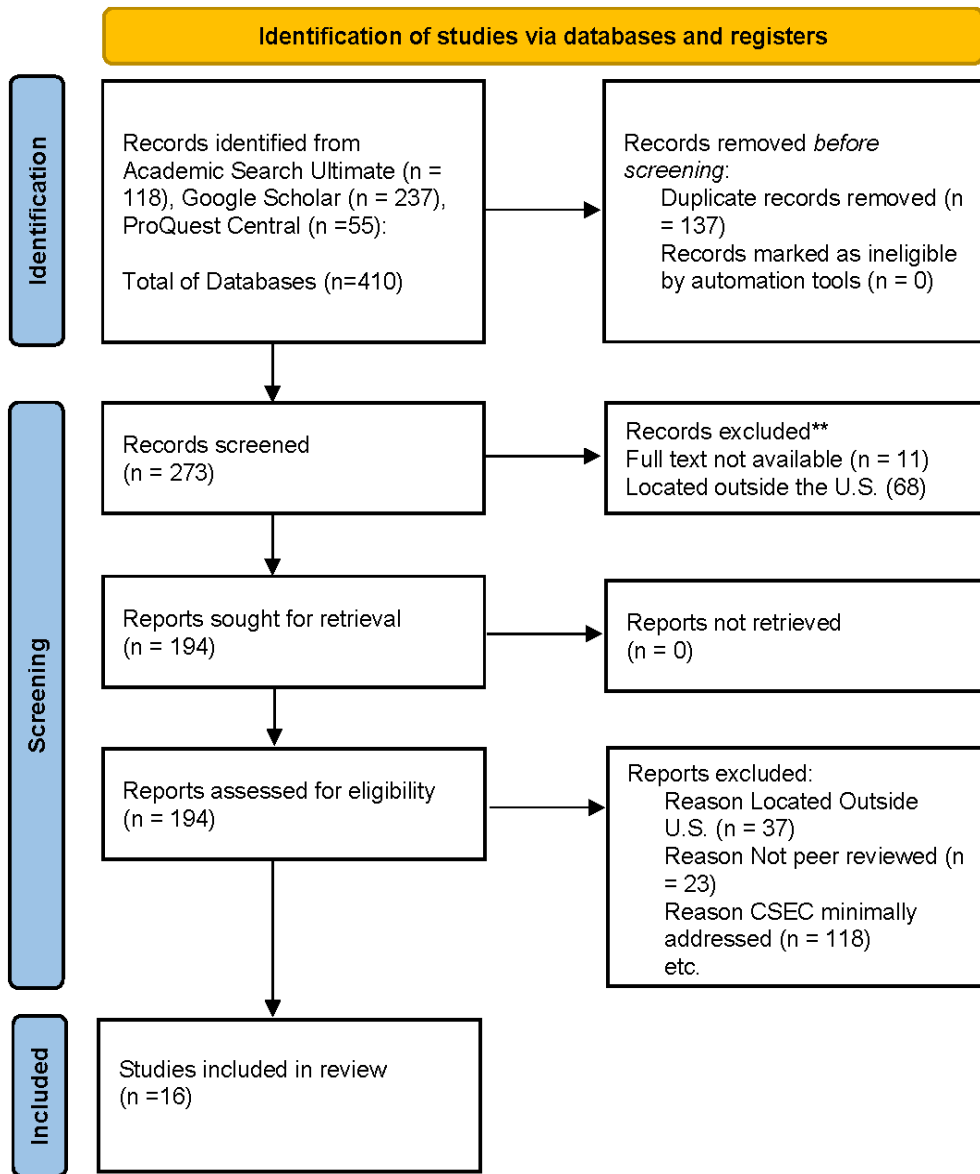 Identification of studies via databases and registers
Identification
Records identified from
Academic Search Ultimate (n =
118), Google Scholar (n = 237),
ProQuest Central (n =55):
Total of Databases (n=410)
Records removed before
screening:
Duplicate records removed (n
= 137)
Records marked as ineligible
by automation tools (n = 0)
Screening
Records screened
(n = 273)
Records excluded**
Full text not available (n = 11)
Located outside the U.S. (68)
Reports sought for retrieval
(n = 194)
Reports not retrieved
(n = 0)
Reports assessed for eligibility
(n = 194)
Reports excluded:
Reason Located Outside
U.S. (n = 37)
Reason Not peer reviewed (n
= 23)
Reason CSEC minimally
addressed (n = 118)
etc.
Included
Studies included in review
(n =16)